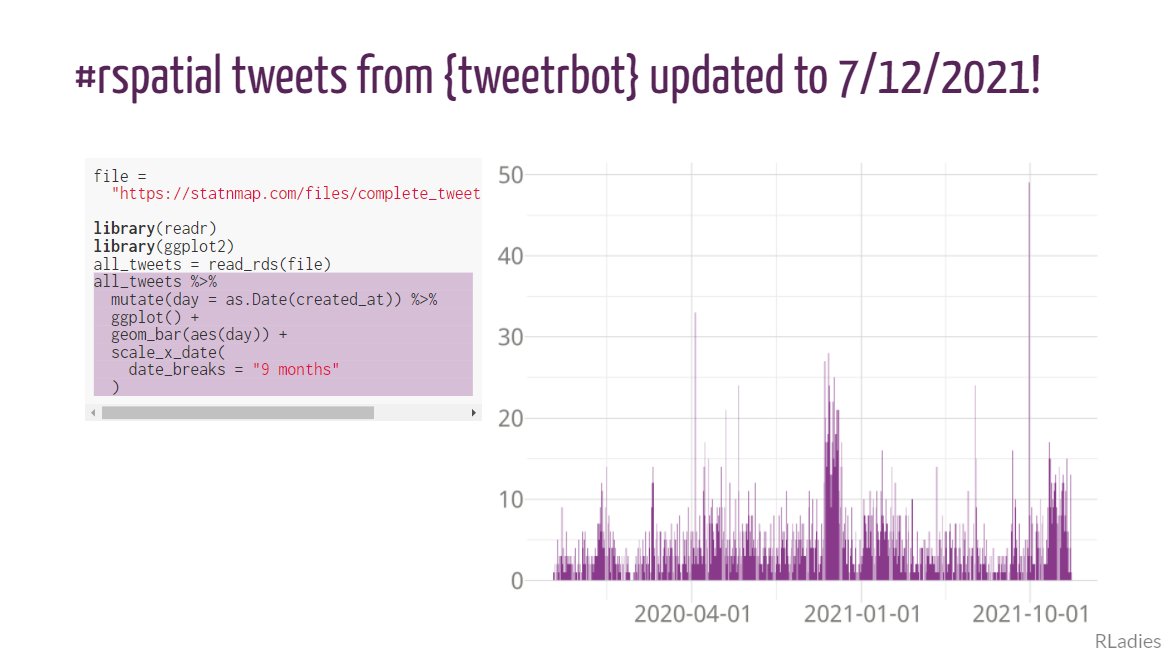 #rspatial tweets from {tweetrbot} updated to 7/12/2021!
file =
"https://statnmap.com/files/complete_tweet
library(readr)
library(ggplot2)
all_tweets = read_rds(file)
all_tweets %>%
mutate(day = as.Date(created_at)) %>%
ggplot() +
geom_bar(aes(day)) +
scale_x_date(
date_breaks = "9 months"
)
50
40
30
20
10
0
2020-04-01 2021-01-01 2021-10-01
RLadies